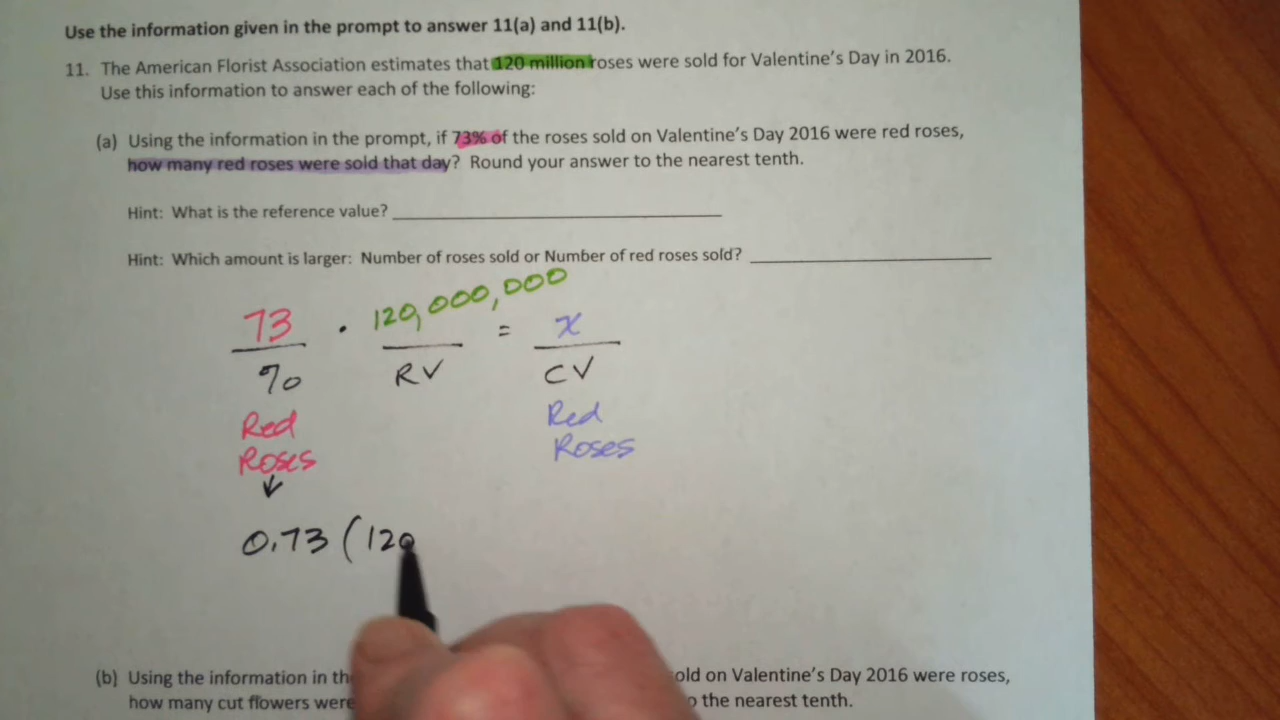 Use the information given in the prompt to answer 11(a) and 11(b).
11. The American Florist Association estimates that 120 million roses were sold for Valentine's Day in 2016.
Use this information to answer each of the following:
(a) Using the information in the prompt, if 73% of the roses sold on Valentine's Day 2016 were red roses,
how many red roses were sold that day? Round your answer to the nearest tenth.
Hint: What is the reference value?
Hint: Which amount is larger: Number of roses sold or Number of red roses sold?
73 · 120,000,000 = x
% RV CV
Red Red
Roses Roses
0.73 (120
(b) Using the information in old on Valentine's Day 2016 were roses,
how many cut flowers were the nearest tenth.